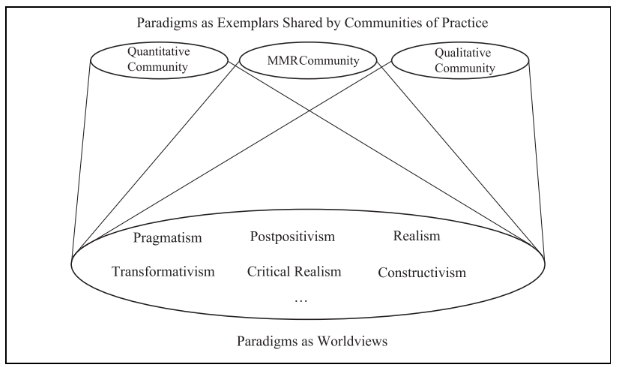 Paradigms as Exemplars Shared by Communities of Practice
Quantitative
Community
MMR Community
Qualitative
Community
Pragmatism
Postpositivism
Realism
Transformativism
Critical Realism
Constructivism
...
Paradigms as Worldviews